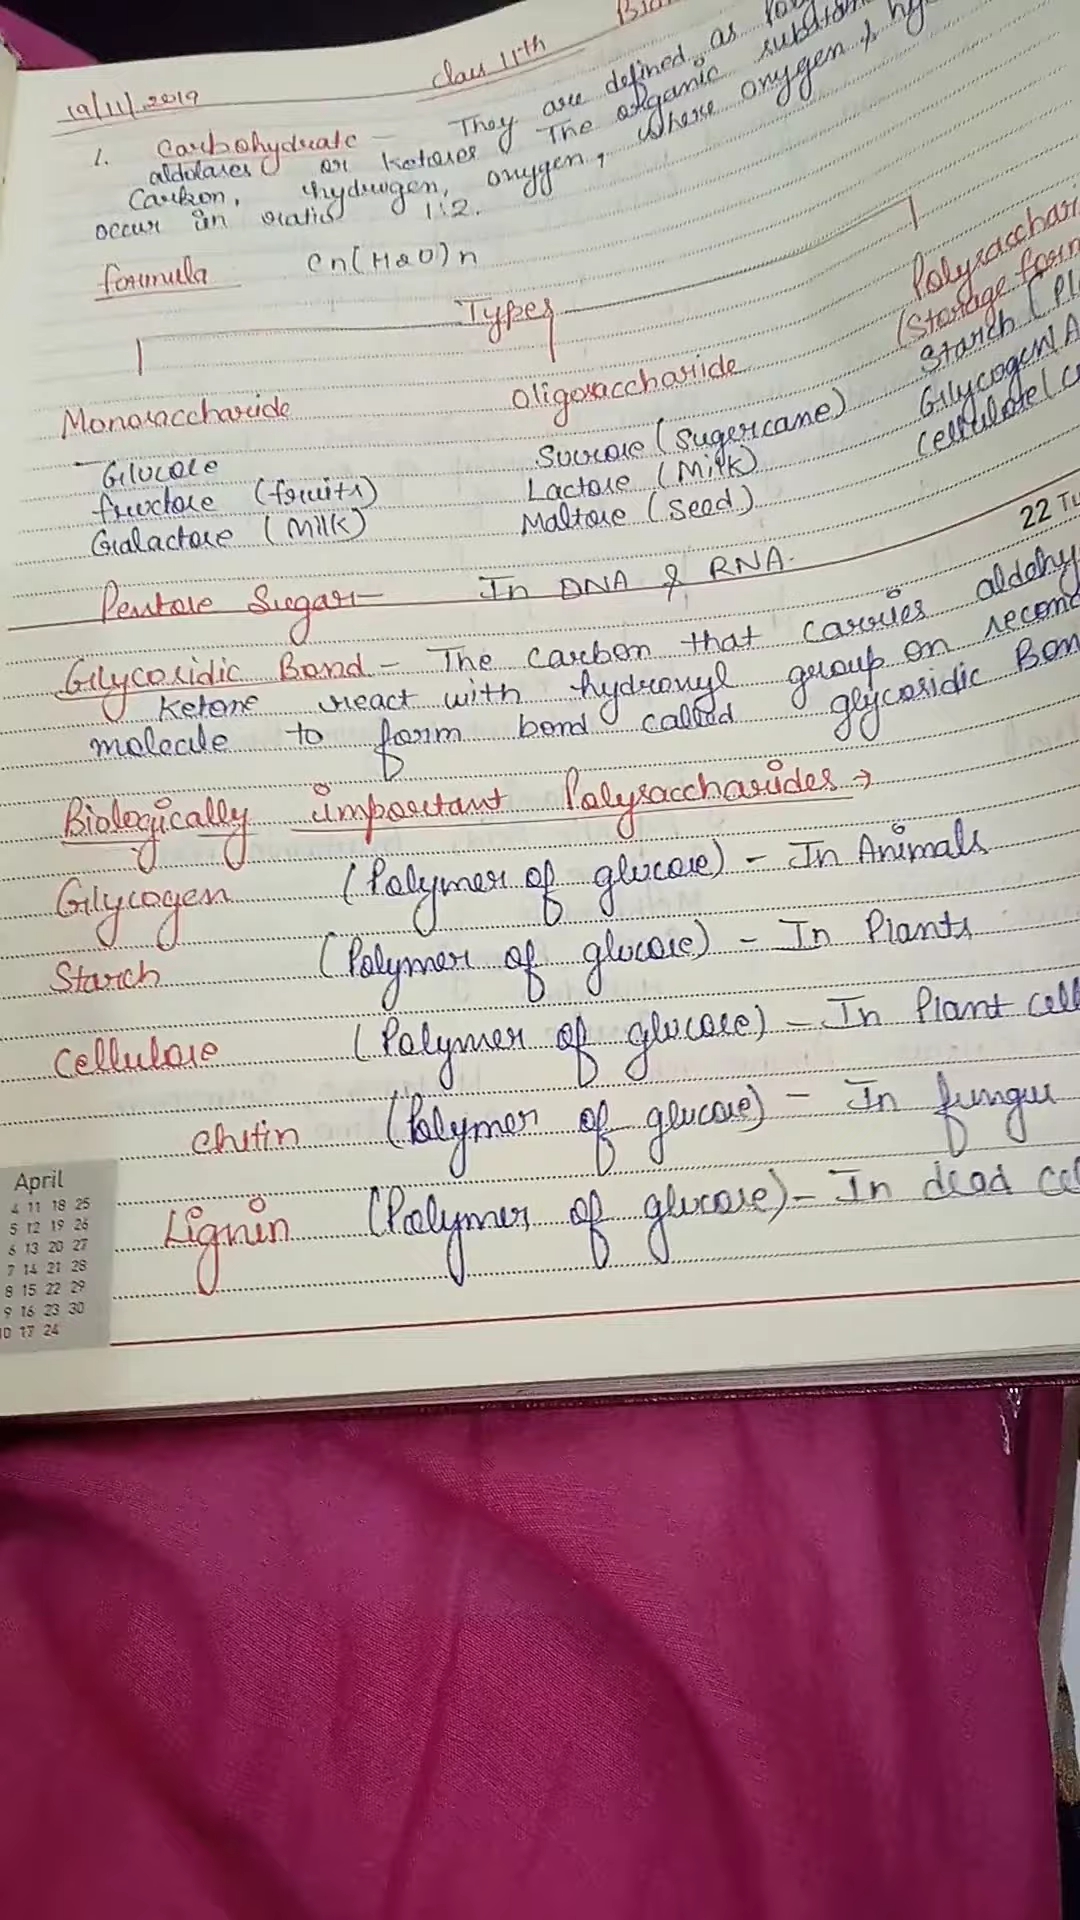 19/11/2019
class 11th
1. Carbohydrate - They are defined as
aldolases or ketoses The organic
Carbon, hydrogen, oxygen, where oxygen &
occur in ratio 1:2.
formula Cn(H2O)n
Types
Monosaccharide
Glucose
fructose (fruits)
Galactose (Milk)
Oligosaccharide
Sucrose (Sugercane)
Lactose (Milk)
Maltose (Seed)
(Storage
Starch
Glycogen
22
Pentose Sugar- In DNA & RNA-
Glycosidic Bond - The carbon that carries
ketone react with hydroxyl group on
molecule to form bond called glycosidic
Biologically important Polysaccharides →
Glycogen (Polymer of glucose) - In Animals
Starch (Polymer of glucose) - In Plants
Cellulose (Polymer of glucose) - In Plant cell
chitin (Polymer of glucose) - In fungu
Lignin (Polymer of glucose) - In dead
April
4 11 18 25
5 12 19 26
6 13 20 27
7 14 21 28
8 15 22 29
9 16 23 30
10 17 24